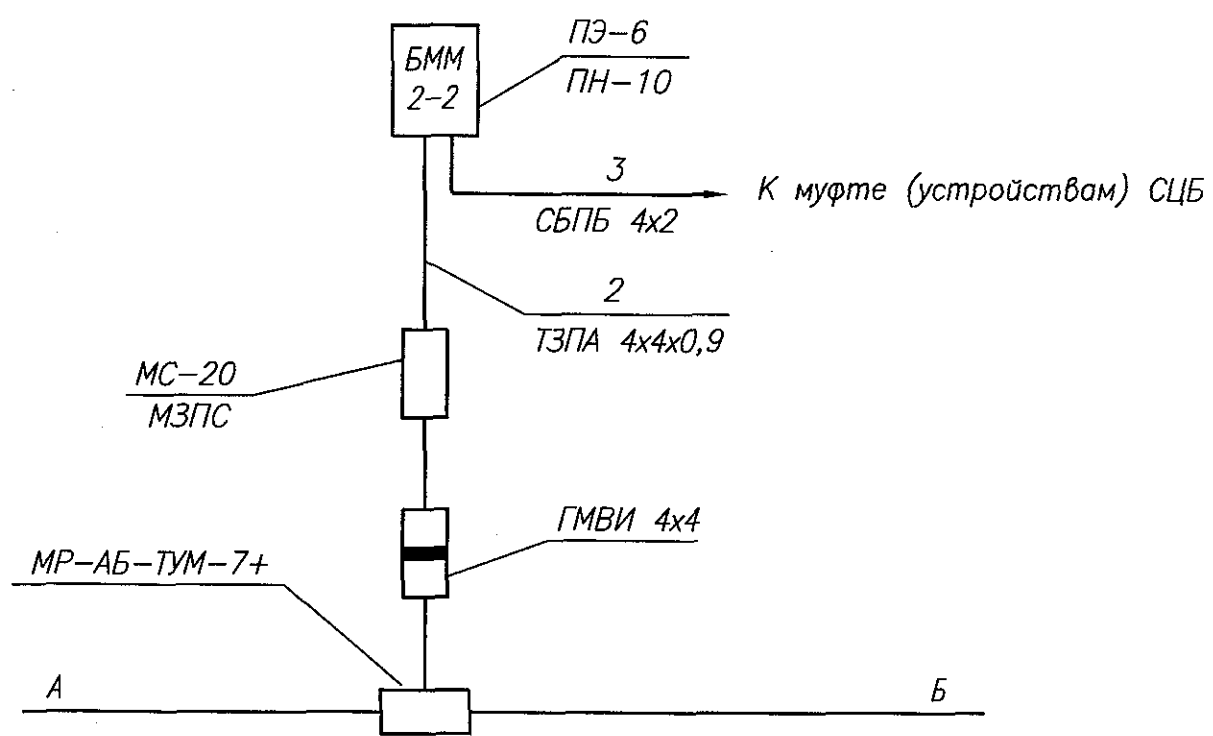 ПЭ-6
БММ
2-2
ПН-10
3
К муфте (устройствам) СЦБ
СБПБ 4х2
2
ТЗПА 4х4х0,9
МС-20
МЗПС
ГМВИ 4х4
МР-АБ-ТУМ-7+
А
Б